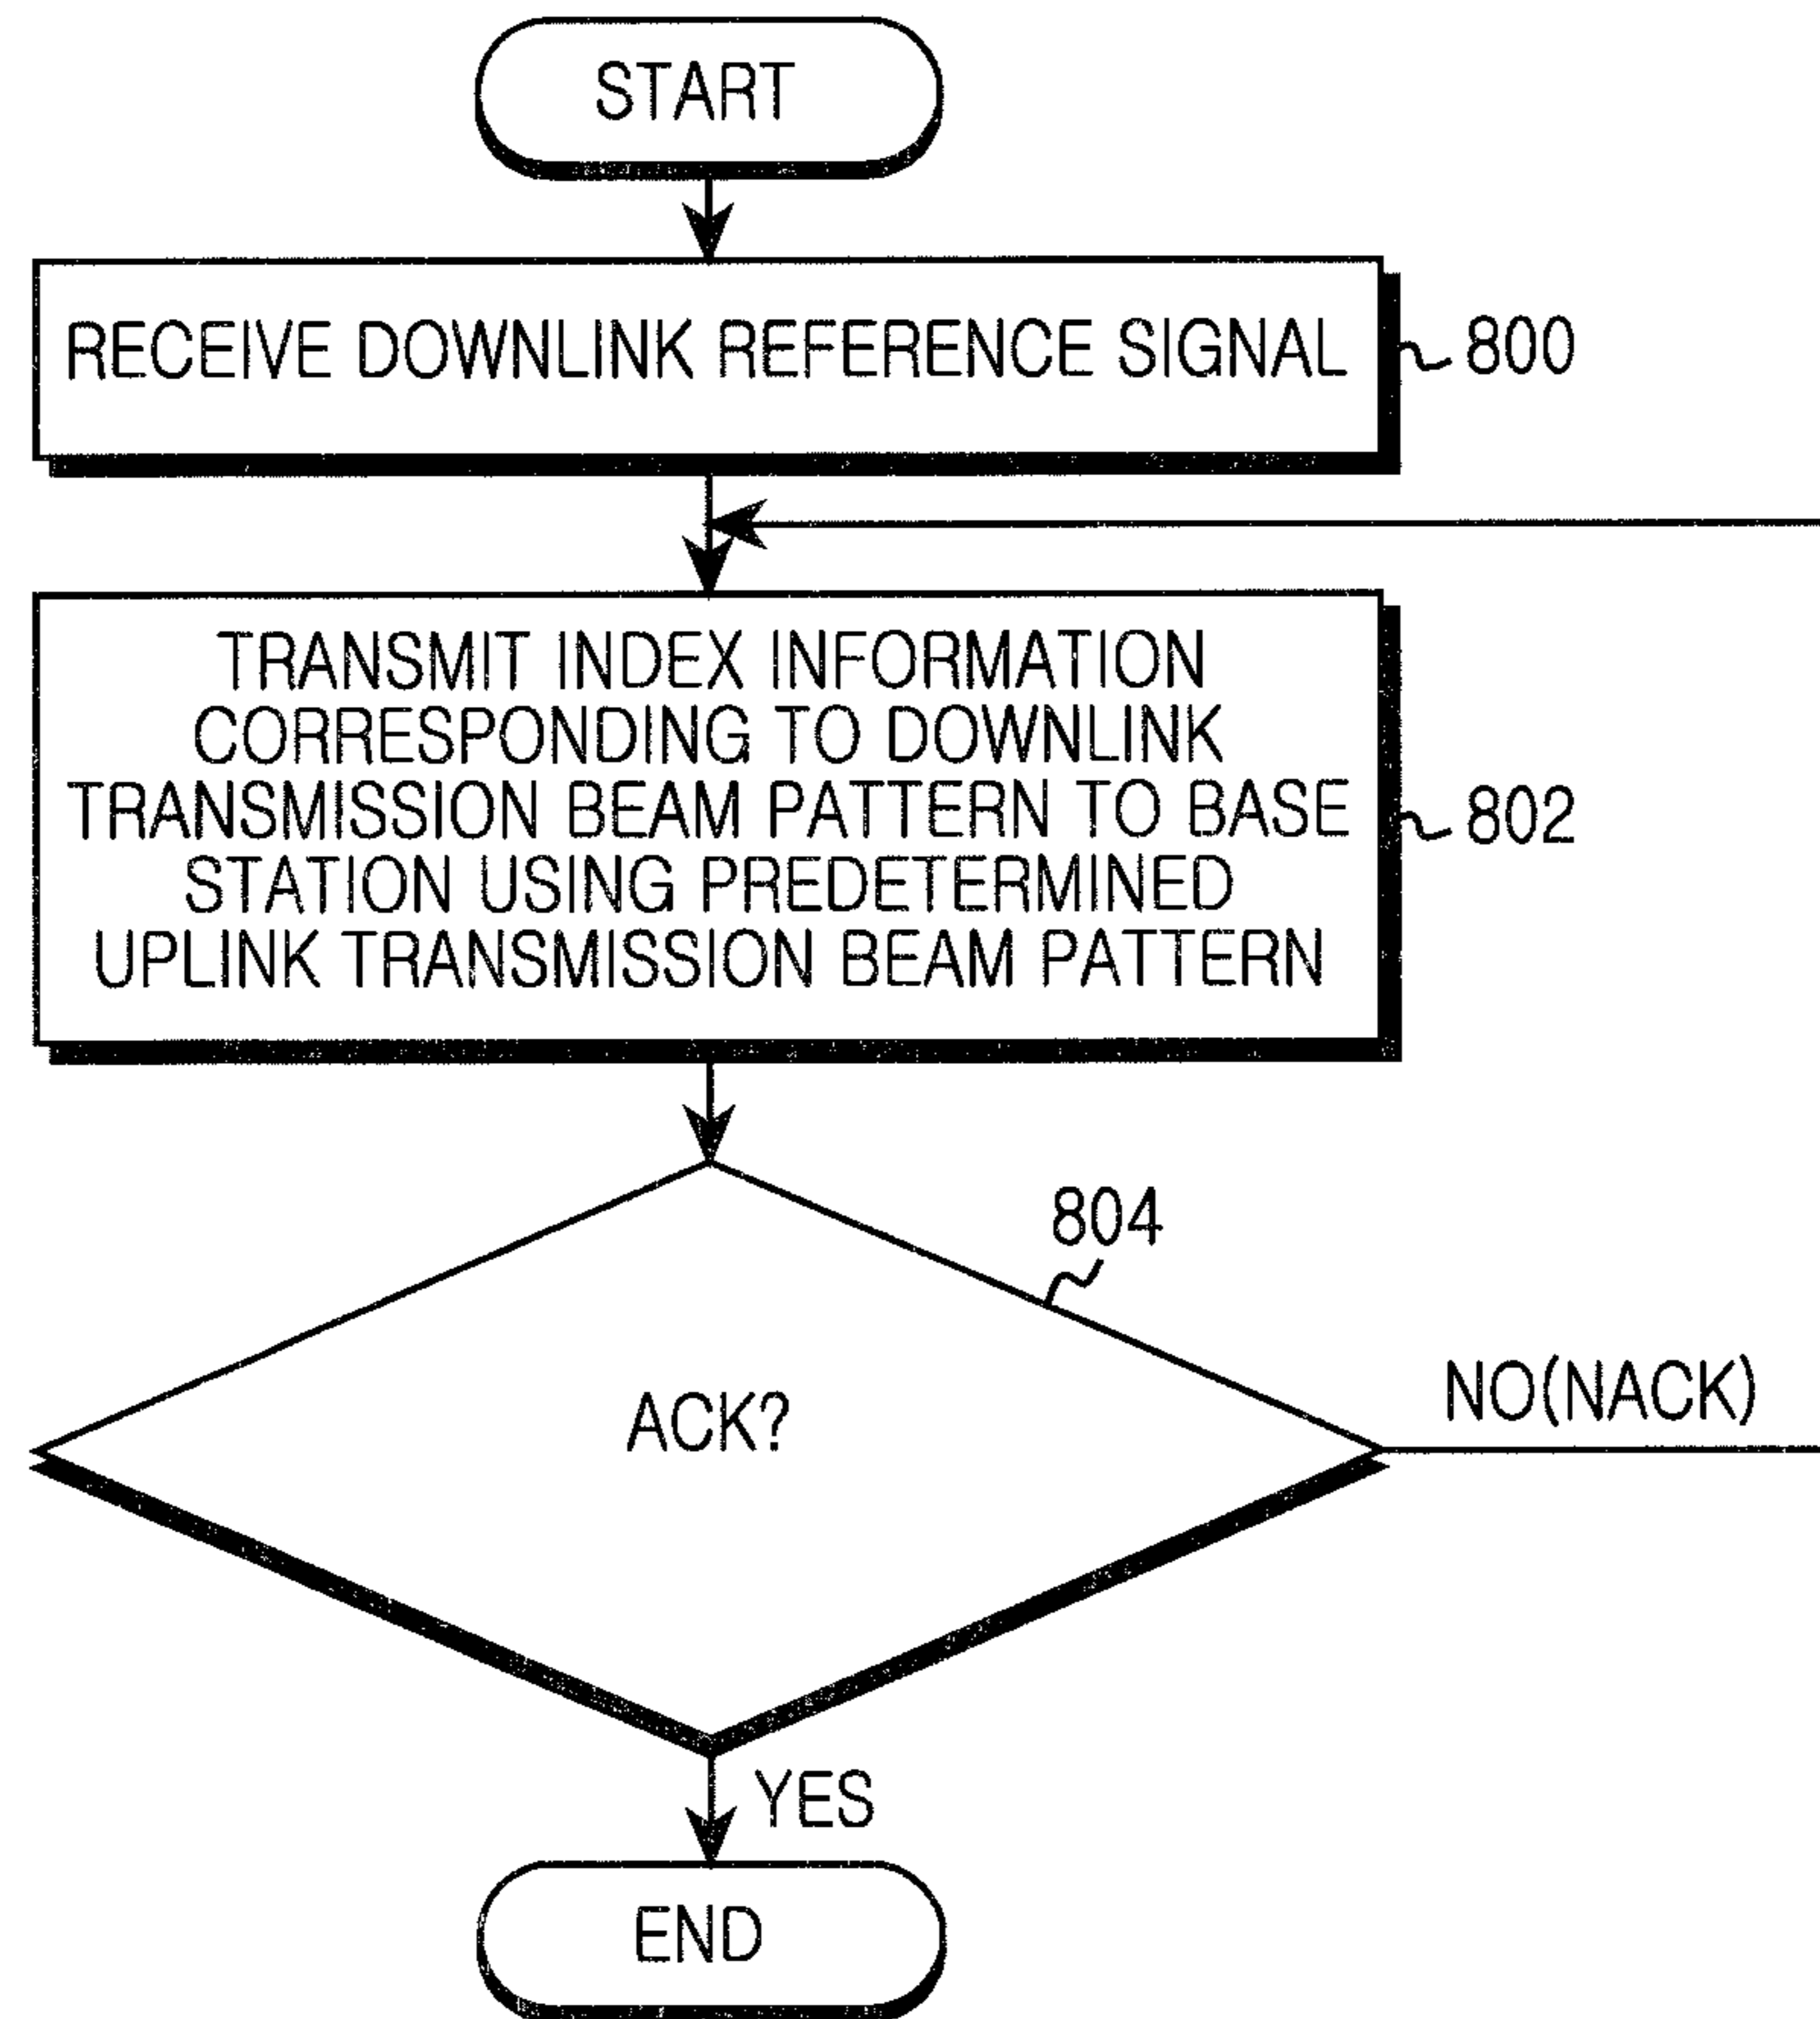 START
RECEIVE DOWNLINK REFERENCE SIGNAL
800
TRANSMIT INDEX INFORMATION
CORRESPONDING TO DOWNLINK
TRANSMISSION BEAM PATTERN TO BASE
STATION USING PREDETERMINED
UPLINK TRANSMISSION BEAM PATTERN
802
804
ACK?
NO(NACK)
YES
END